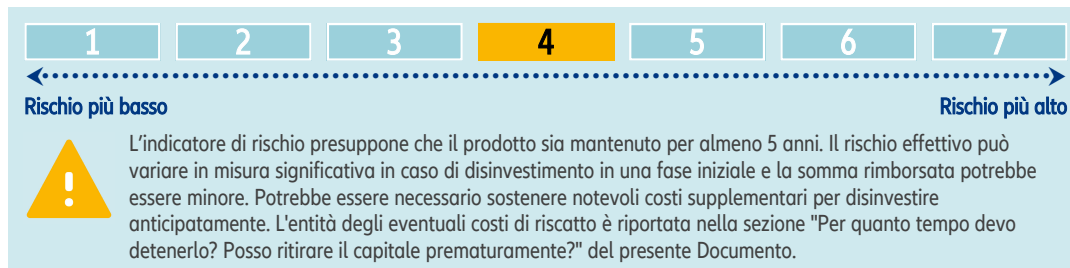 1 2 3 4 5 6 7
Rischio più basso Rischio più alto
L'indicatore di rischio presuppone che il prodotto sia mantenuto per almeno 5 anni. Il rischio effettivo può
variare in misura significativa in caso di disinvestimento in una fase iniziale e la somma rimborsata potrebbe
essere minore. Potrebbe essere necessario sostenere notevoli costi supplementari per disinvestire
anticipatamente. L'entità degli eventuali costi di riscatto è riportata nella sezione "Per quanto tempo devo
detenerlo? Posso ritirare il capitale prematuramente?" del presente Documento.